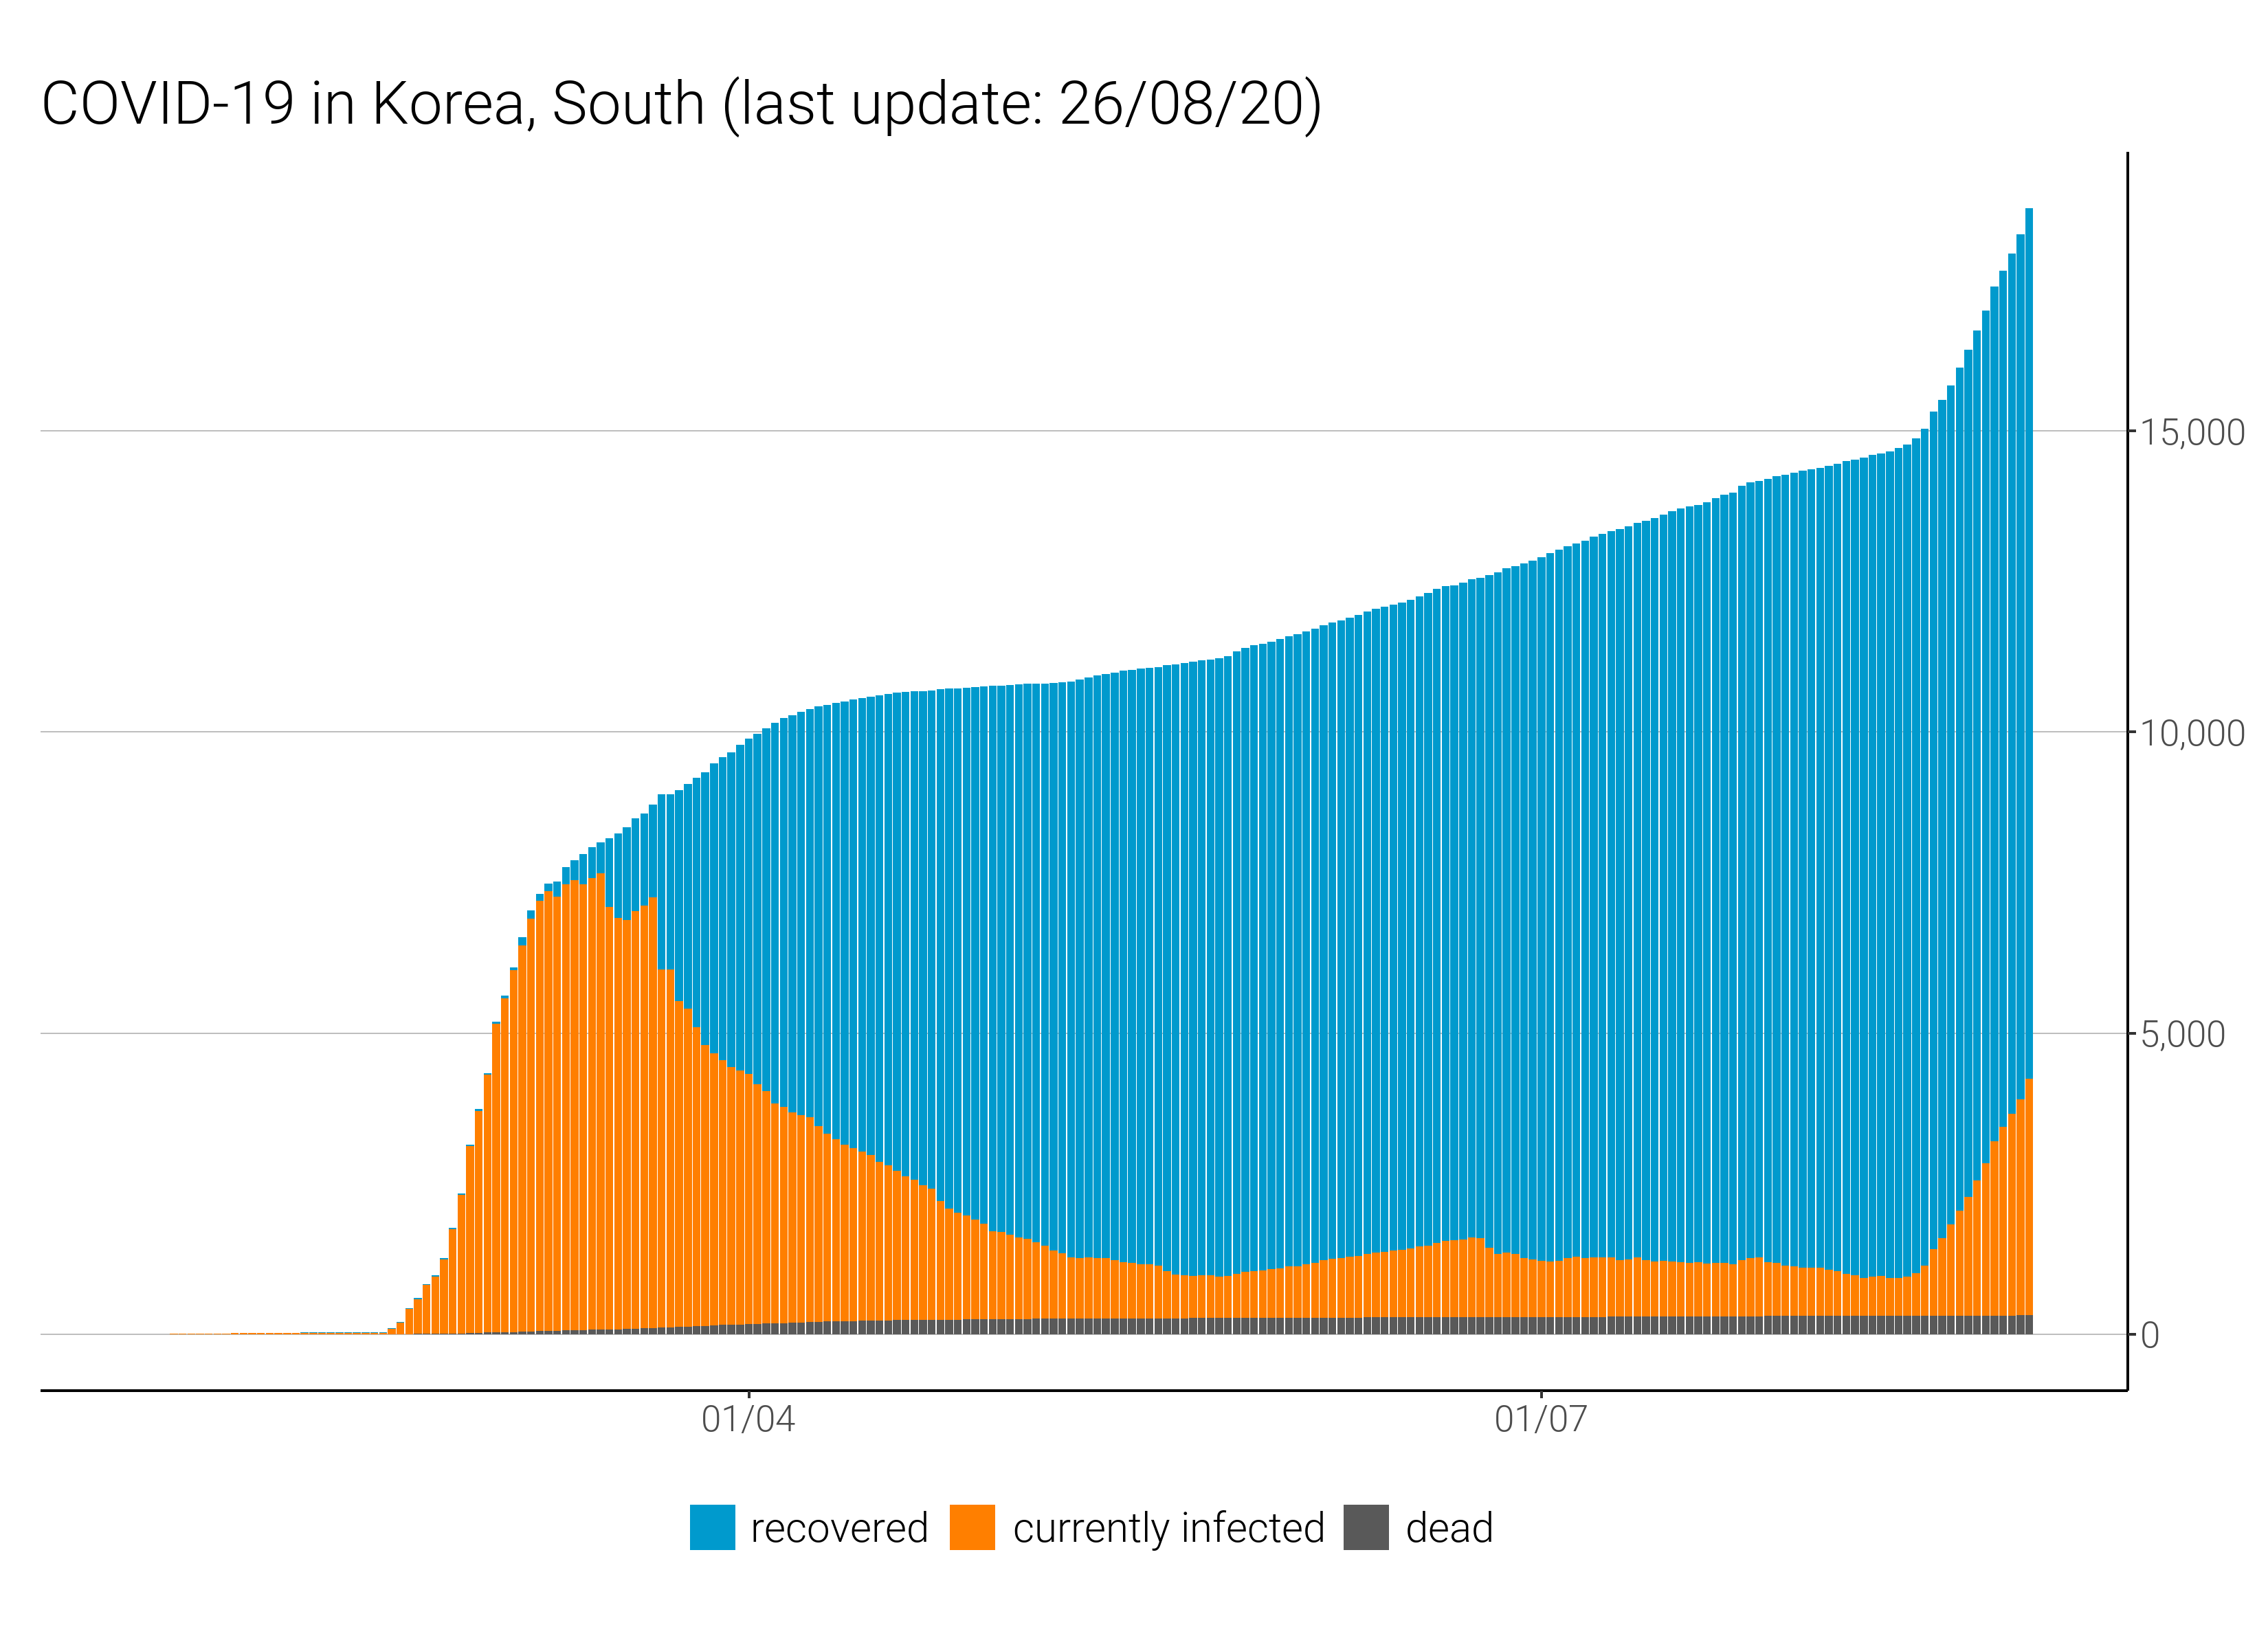 COVID-19 in Korea, South (last update: 26/08/20)
15,000
10,000
5,000
0
01/04 01/07
recovered currently infected dead